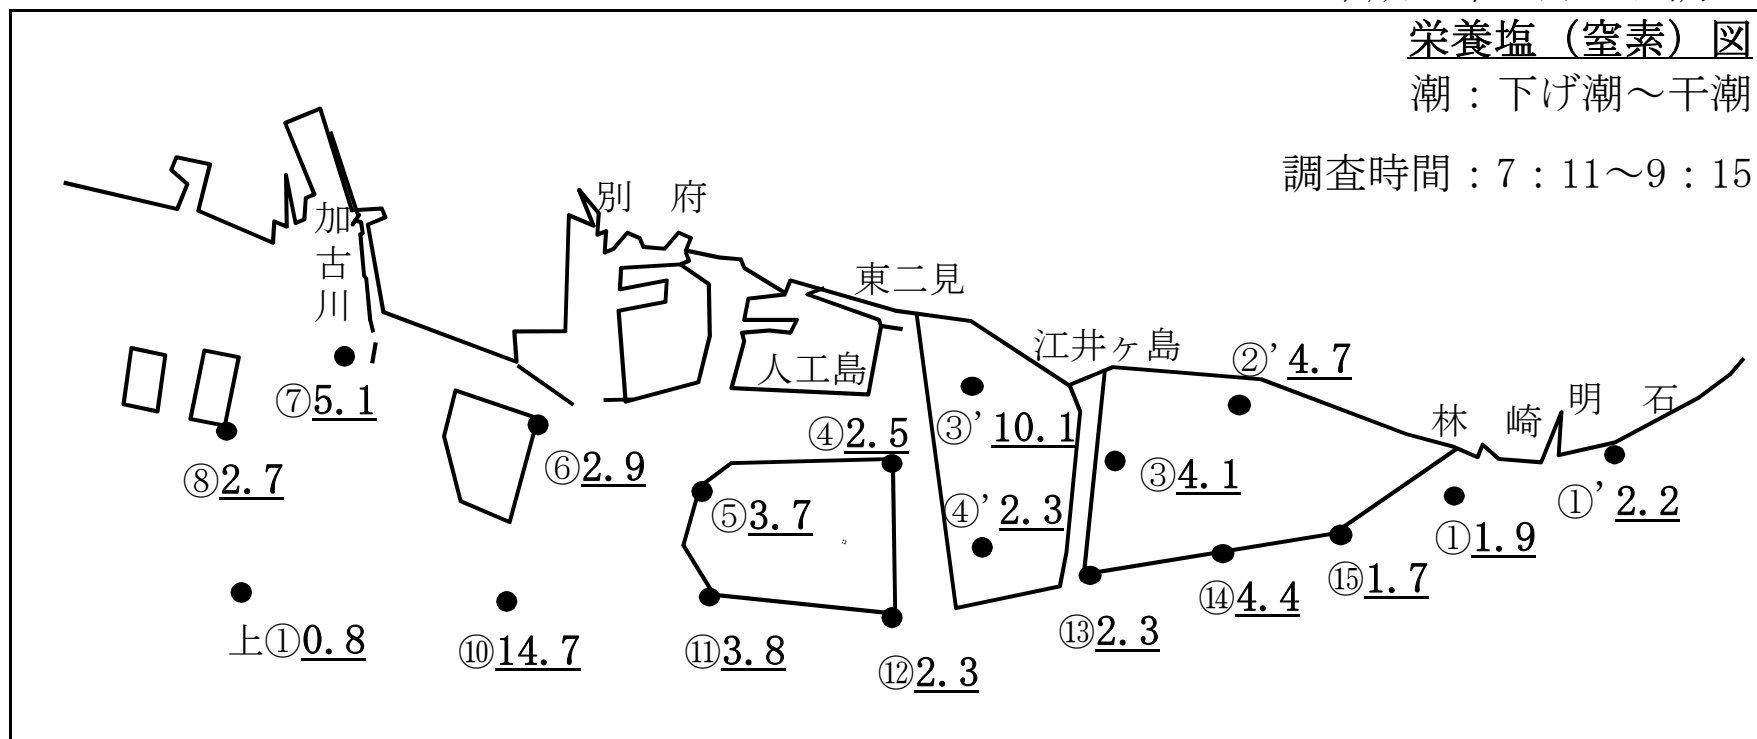 栄養塩（窒素）図
潮：下げ潮～干潮
調査時間：7：11～9：15
別　府
加古川
東二見
江井ヶ島
人工島
②' 4.7
林　崎
明　石
⑦5.1
③' 10.1
④2.5
⑧2.7
⑥2.9
③4.1
①' 2.2
⑤3.7
④' 2.3
①1.9
⑮1.7
⑭4.4
上①0.8
⑩14.7
⑪3.8
⑫2.3
⑬2.3